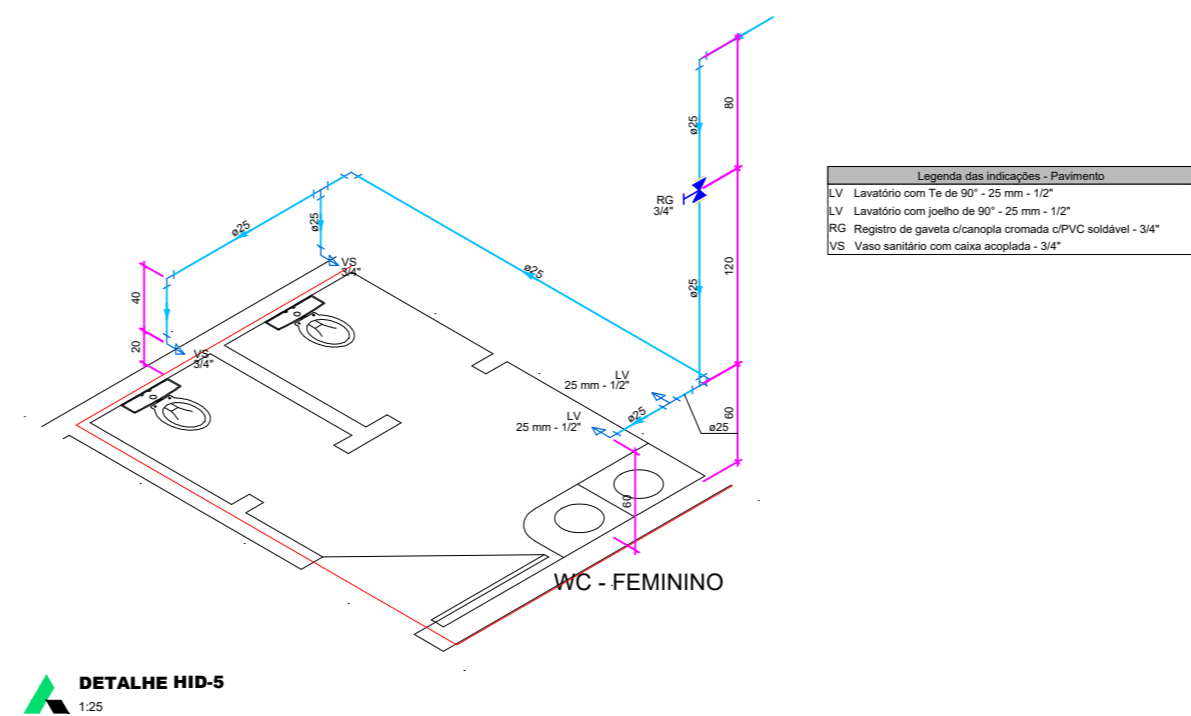 80
ø25
RG
3/4"
Legenda das indicações - Pavimento
LV Lavatório com Te de 90° - 25 mm - 1/2"
LV Lavatório com joelho de 90° - 25 mm - 1/2"
RG Registro de gaveta c/canopla cromada c/PVC soldável - 3/4"
VS Vaso sanitário com caixa acoplada - 3/4"
ø25
ø25
ø25
VS
3/4"
120
ø25
40
20
VS
3/4"
LV
25 mm - 1/2"
LV
25 mm - 1/2"
ø25
60
ø25
60
WC - FEMININO
DETALHE HID-5
1:25